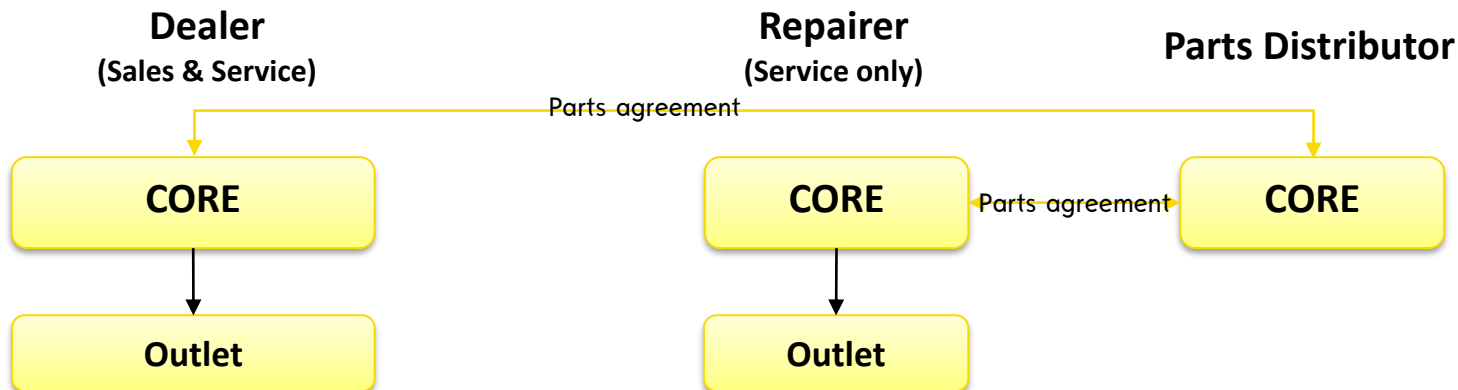 Dealer
(Sales & Service)
Repairer
(Service only)
Parts Distributor
Parts agreement
CORE
CORE
Parts agreement
CORE
Outlet
Outlet